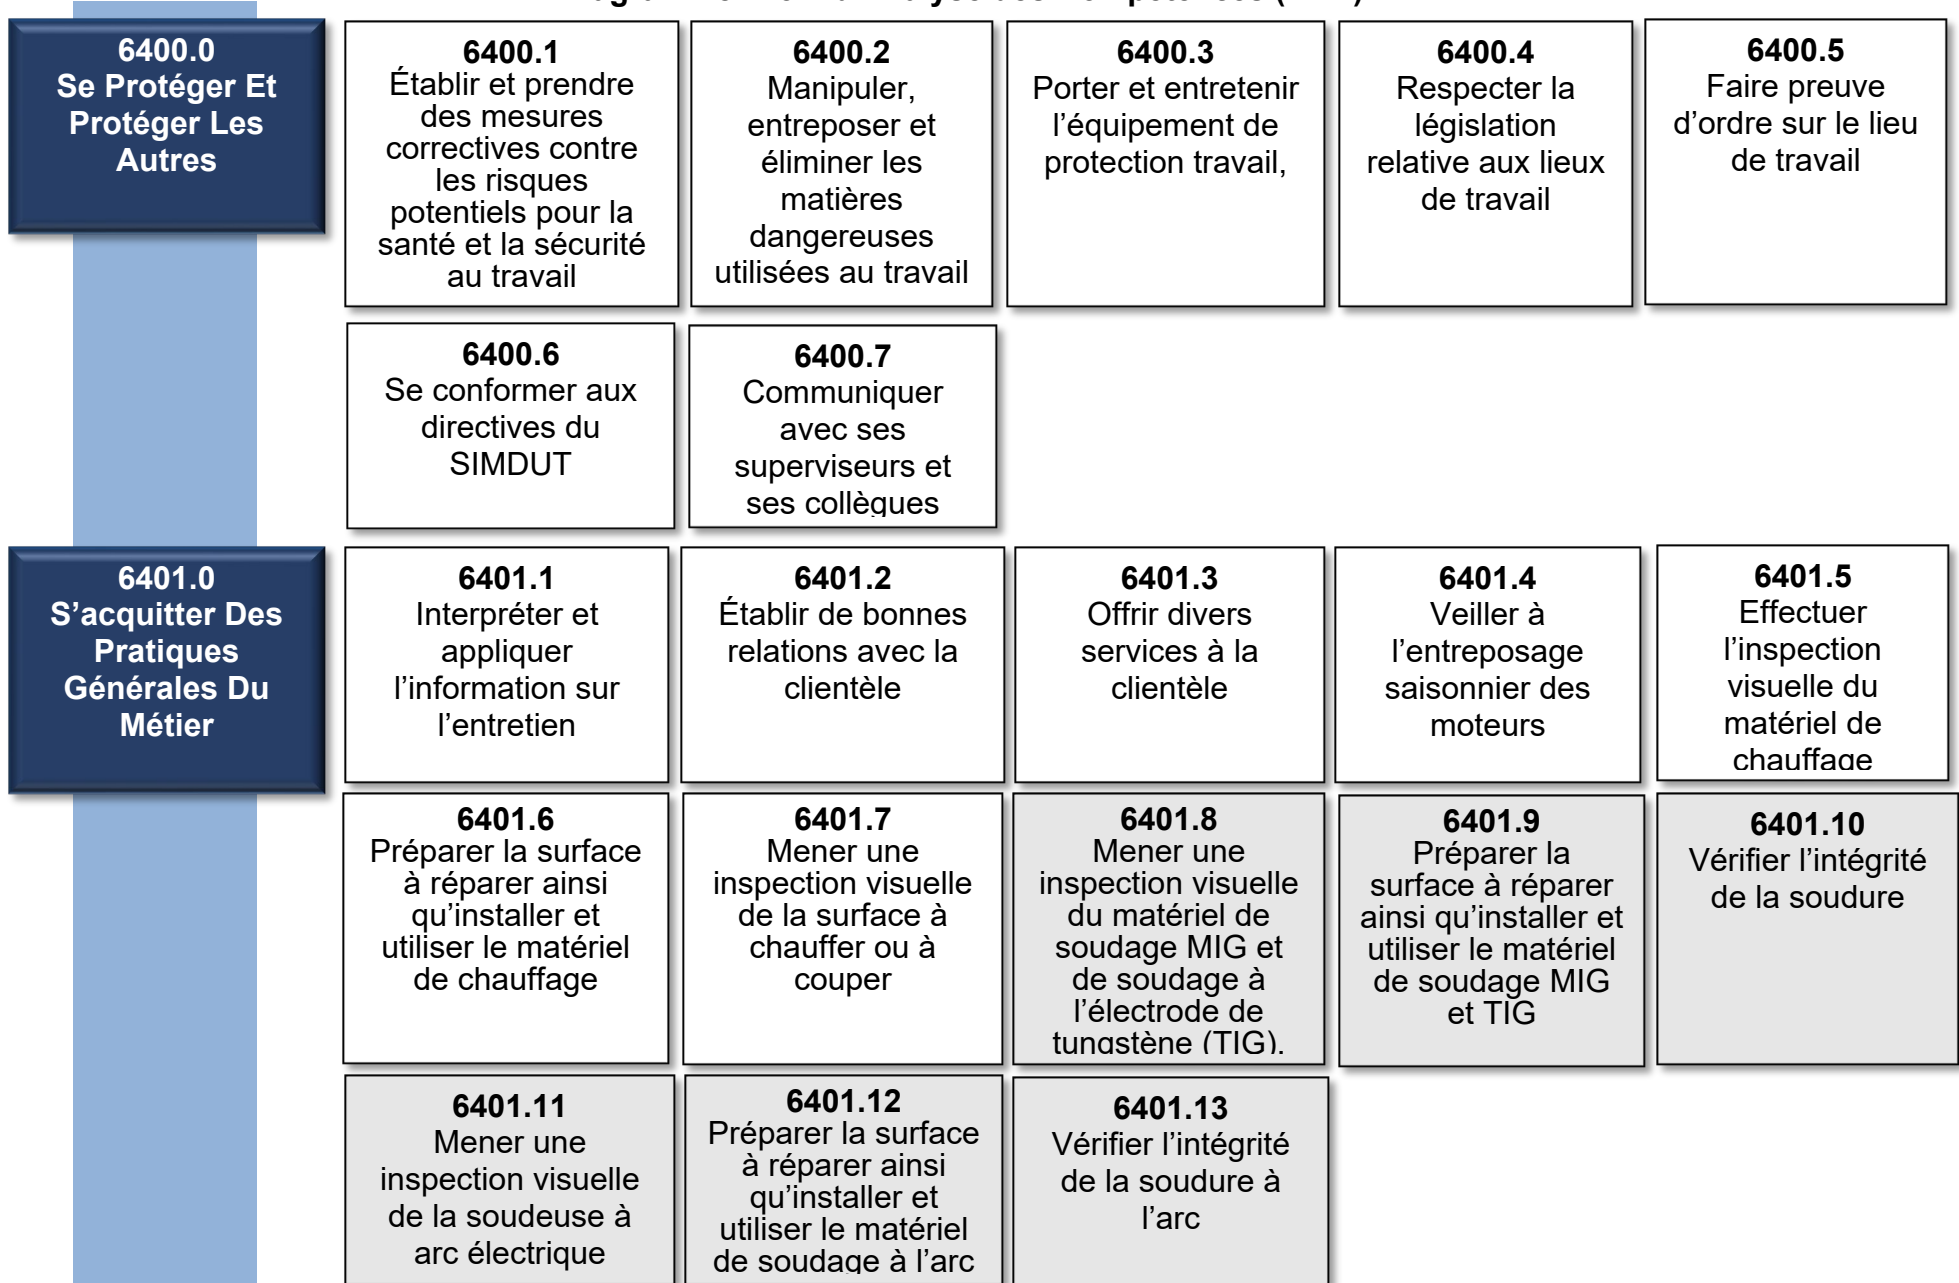 6400.0
Se Protéger Et
Protéger Les
Autres
6400.1
Établir et prendre
des mesures
correctives contre
les risques
potentiels pour la
santé et la sécurité
au travail
6400.2
Manipuler,
entreposer et
éliminer les
matières
dangereuses
utilisées au travail
6400.3
Porter et entretenir
l’équipement de
protection travail,
6400.4
Respecter la
législation
relative aux lieux
de travail
6400.5
Faire preuve
d’ordre sur le lieu
de travail
6400.6
Se conformer aux
directives du
SIMDUT
6400.7
Communiquer
avec ses
superviseurs et
ses collègues
6401.0
S’acquitter Des
Pratiques
Générales Du
Métier
6401.1
Interpréter et
appliquer
l’information sur
l’entretien
6401.2
Établir de bonnes
relations avec la
clientèle
6401.3
Offrir divers
services à la
clientèle
6401.4
Veiller à
l’entreposage
saisonnier des
moteurs
6401.5
Effectuer
l’inspection
visuelle du
matériel de
chauffage
6401.6
Préparer la surface
à réparer ainsi
qu’installer et
utiliser le matériel
de chauffage
6401.7
Mener une
inspection visuelle
de la surface à
chauffer ou à
couper
6401.8
Mener une
inspection visuelle
du matériel de
soudage MIG et
de soudage à
l’électrode de
tungstène (TIG).
6401.9
Préparer la
surface à réparer
ainsi qu’installer et
utiliser le matériel
de soudage MIG
et TIG
6401.10
Vérifier l’intégrité
de la soudure
6401.11
Mener une
inspection visuelle
de la soudeuse à
arc électrique
6401.12
Préparer la surface
à réparer ainsi
qu’installer et
utiliser le matériel
de soudage à l’arc
6401.13
Vérifier l’intégrité
de la soudure à
l’arc